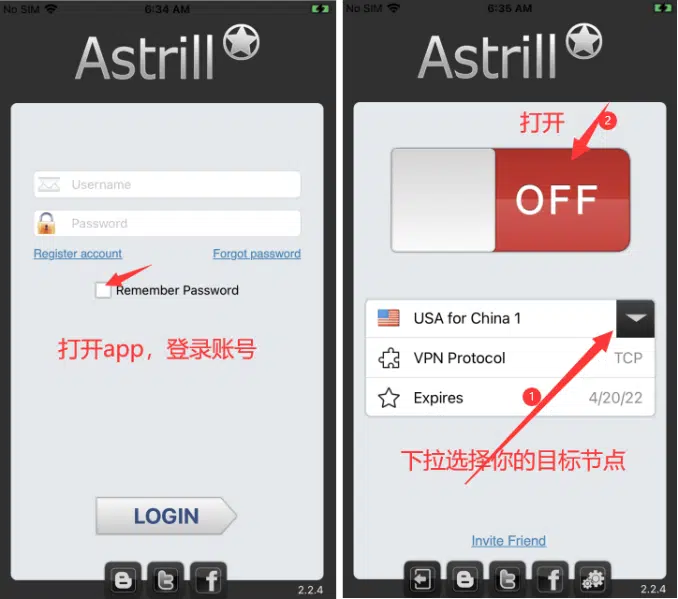 No SIM 6:34 AM
Astrill
Username
Password
Register account Forgot password
Remember Password
打开app，登录账号
LOGIN
2.2.4
No SIM 6:35 AM
Astrill
打开 2
OFF
USA for China 1
VPN Protocol TCP
Expires 1 4/20/22
下拉选择你的目标节点
Invite Friend
2.2.4